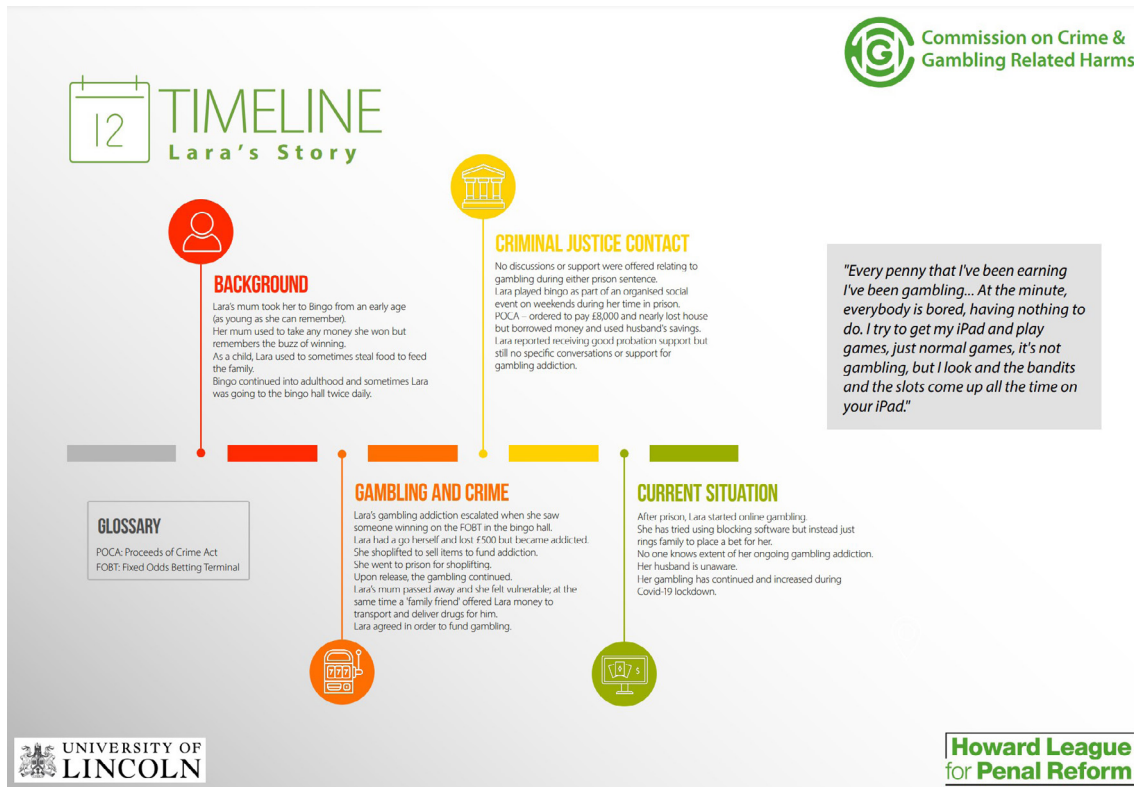 Commission on Crime &
Gambling Related Harms
12
TIMELINE
Lara's Story
CRIMINAL JUSTICE CONTACT
No discussions or support were offered relating to
gambling during either prison sentence.
Lara played bingo as part of an organised social
event on weekends during her time in prison.
POCA – ordered to pay £8,000 and nearly lost house
but borrowed money and used husband's savings.
Lara reported receiving good probation support but
still no specific conversations or support for
gambling addiction.
BACKGROUND
Lara's mum took her to Bingo from an early age
(as young as she can remember).
Her mum used to take any money she won but
remembers the buzz of winning.
As a child, Lara used to sometimes steal food to feed
the family.
Bingo continued into adulthood and sometimes Lara
was going to the bingo hall twice daily.
"Every penny that I've been earning
I've been gambling... At the minute,
everybody is bored, having nothing to
do. I try to get my iPad and play
games, just normal games, it's not
gambling, but I look and the bandits
and the slots come up all the time on
your iPad."
GAMBLING AND CRIME
Lara's gambling addiction escalated when she saw
someone winning on the FOBT in the bingo hall.
Lara had a go herself and lost £500 but became addicted.
She shoplifted to sell items to fund addiction.
She went to prison for shoplifting.
Upon release, the gambling continued.
Lara's mum passed away and she felt vulnerable; at the
same time a 'family friend' offered Lara money to
transport and deliver drugs for him.
Lara agreed in order to fund gambling.
777
CURRENT SITUATION
After prison, Lara started online gambling.
She has tried using blocking software but instead just
rings family to place a bet for her.
No one knows extent of her ongoing gambling addiction.
Her husband is unaware.
Her gambling has continued and increased during
Covid-19 lockdown.
$
GLOSSARY
POCA: Proceeds of Crime Act
FOBT: Fixed Odds Betting Terminal
UNIVERSITY OF
LINCOLN
Howard League
for Penal Reform